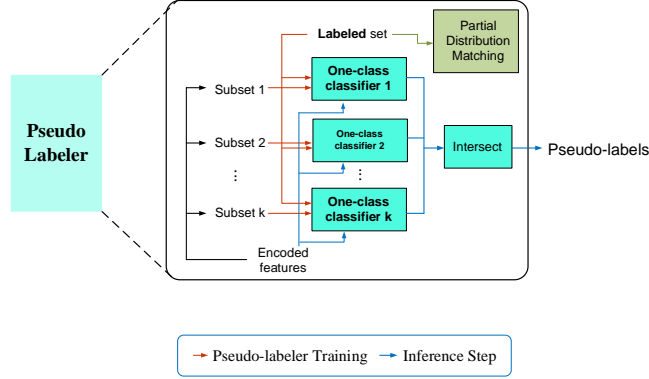 Pseudo
Labeler
Labeled set
Partial
Distribution
Matching
One-class
classifier 1
Subset 1
One-class
classifier 2
Subset 2
Intersect
Pseudo-labels
⋮
⋮
One-class
classifier k
Subset k
Encoded
features
Pseudo-labeler Training
Inference Step